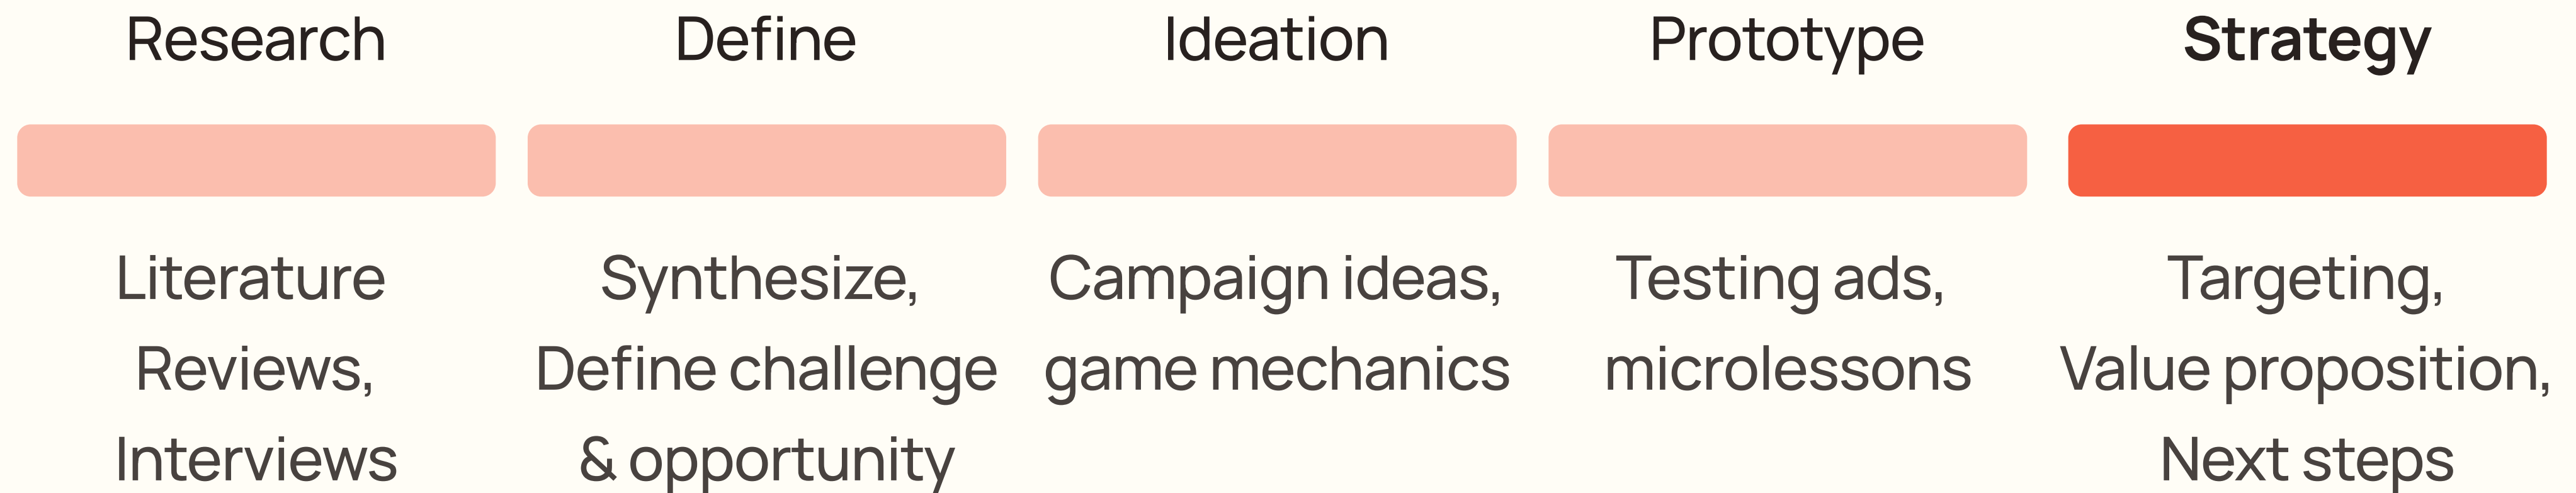 Research
Define
Ideation
Prototype
Strategy
Literature
Reviews,
Interviews
Synthesize,
Define challenge
& opportunity
Campaign ideas,
game mechanics
Testing ads,
microlessons
Targeting,
Value proposition,
Next steps